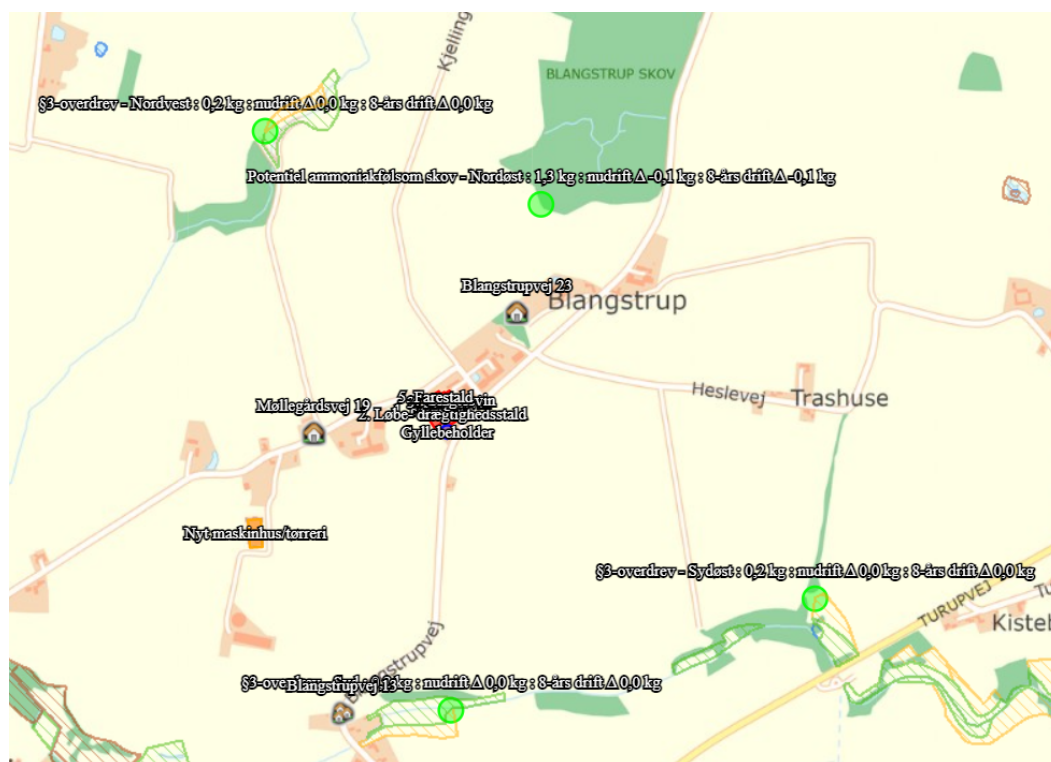 Kjelling
BLANGSTRUP SKOV
§3-overdrev - Nordvest : 0,2 kg : nudrift Δ 0,0 kg : 8-års drift Δ 0,0 kg
Potentiel ammoniakfølsom skov - Nordøst : 1,3 kg : nudrift Δ -0,1 kg : 8-års drift Δ -0,1 kg
Blangstrupvej 23
Blangstrup
Heslevej
Trashuse
5. Farestald
Møllegårdsvej 19
2. Løbe- drægtighedsstald
Gyllebeholder
Nyt maskinhus/tørreri
§3-overdrev - Sydøst : 0,2 kg : nudrift Δ 0,0 kg : 8-års drift Δ 0,0 kg
TURUPVEJ
Kisteb
strupvej
kg : nudrift Δ 0,0 kg : 8-års drift Δ 0,0 kg
Blangstrupvej 13